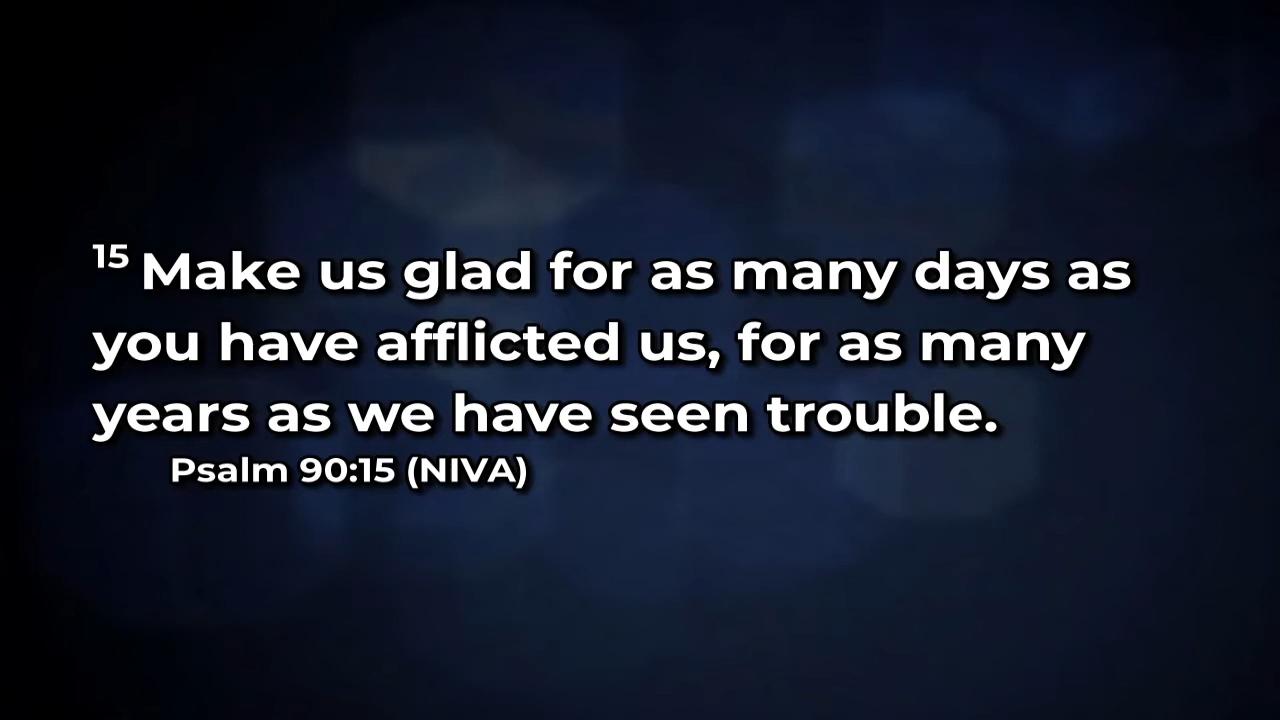 15 Make us glad for as many days as
you have afflicted us, for as many
years as we have seen trouble.
Psalm 90:15 (NIVA)